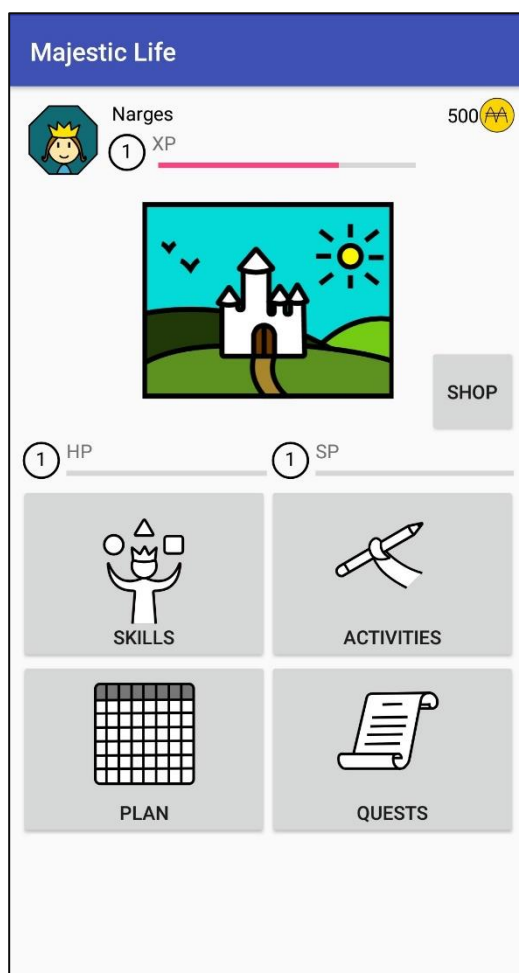 Majestic Life
Narges
500
1 XP
SHOP
1 HP
1 SP
SKILLS
ACTIVITIES
PLAN
QUESTS